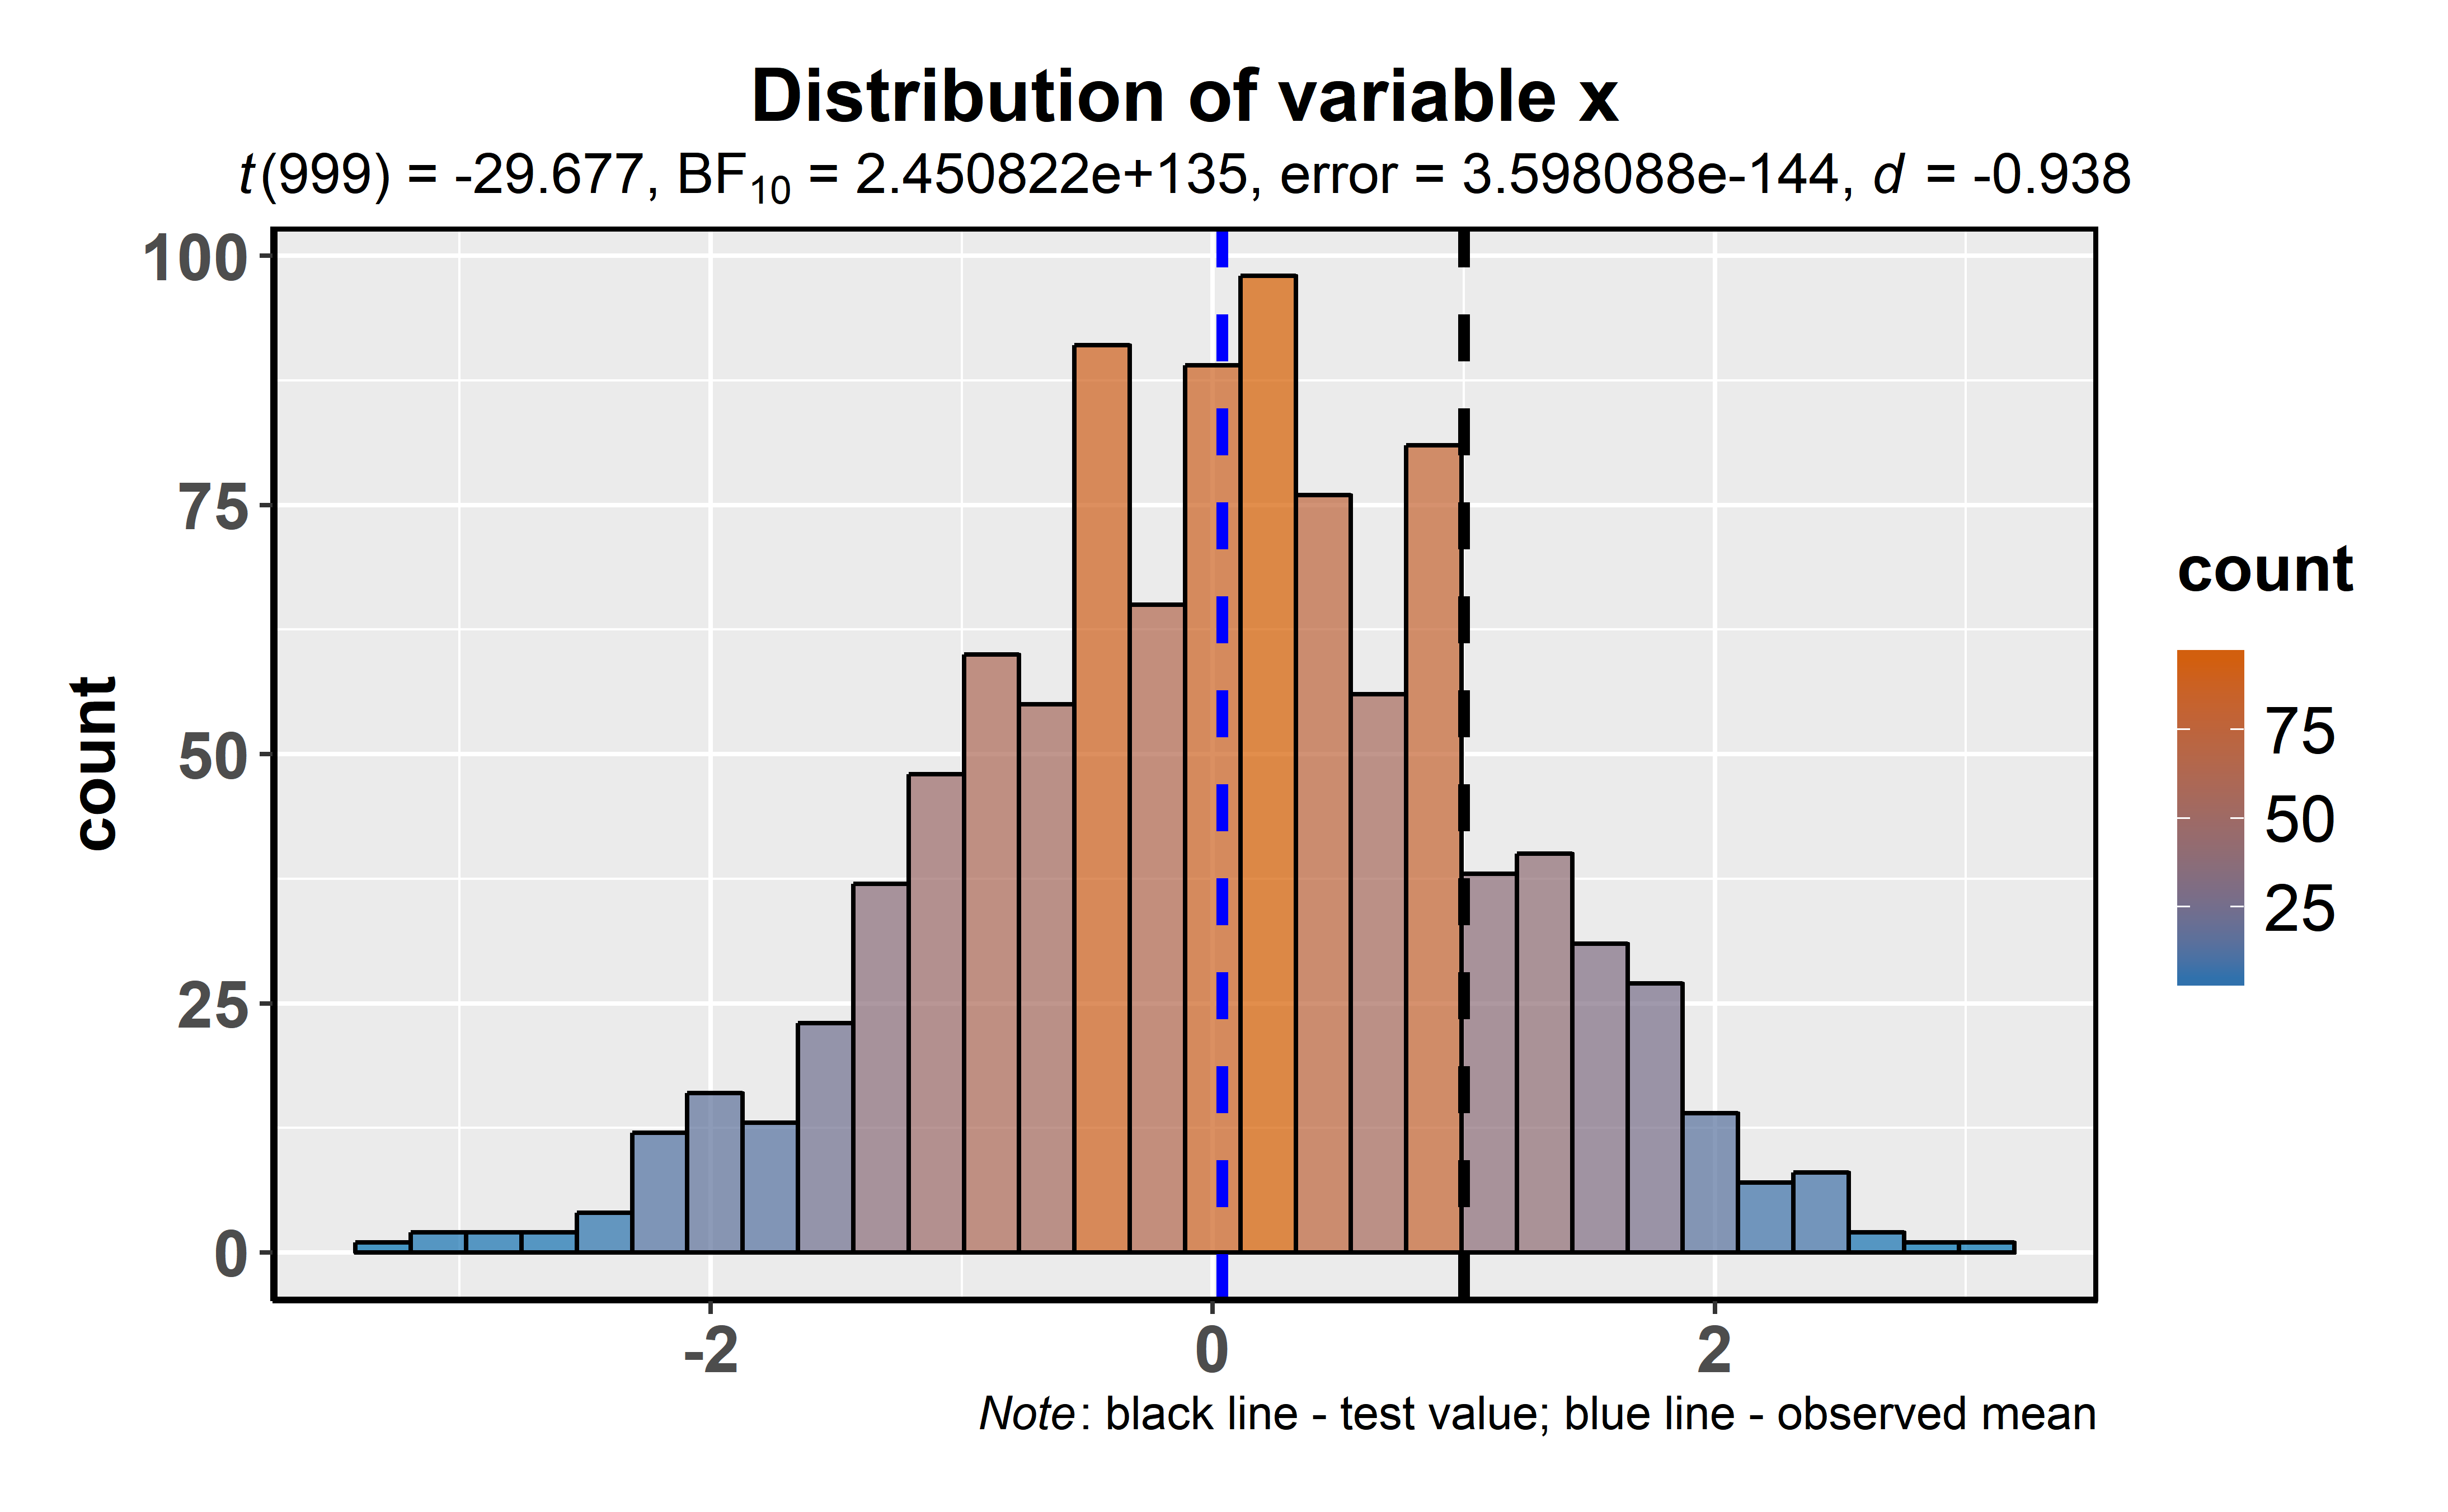 Distribution of variable x
t(999) = -29.677, BF10 = 2.450822e+135, error = 3.598088e-144, d = -0.938
100
75
50
25
0
count
-2 0 2
count
75
50
25
Note: black line - test value; blue line - observed mean